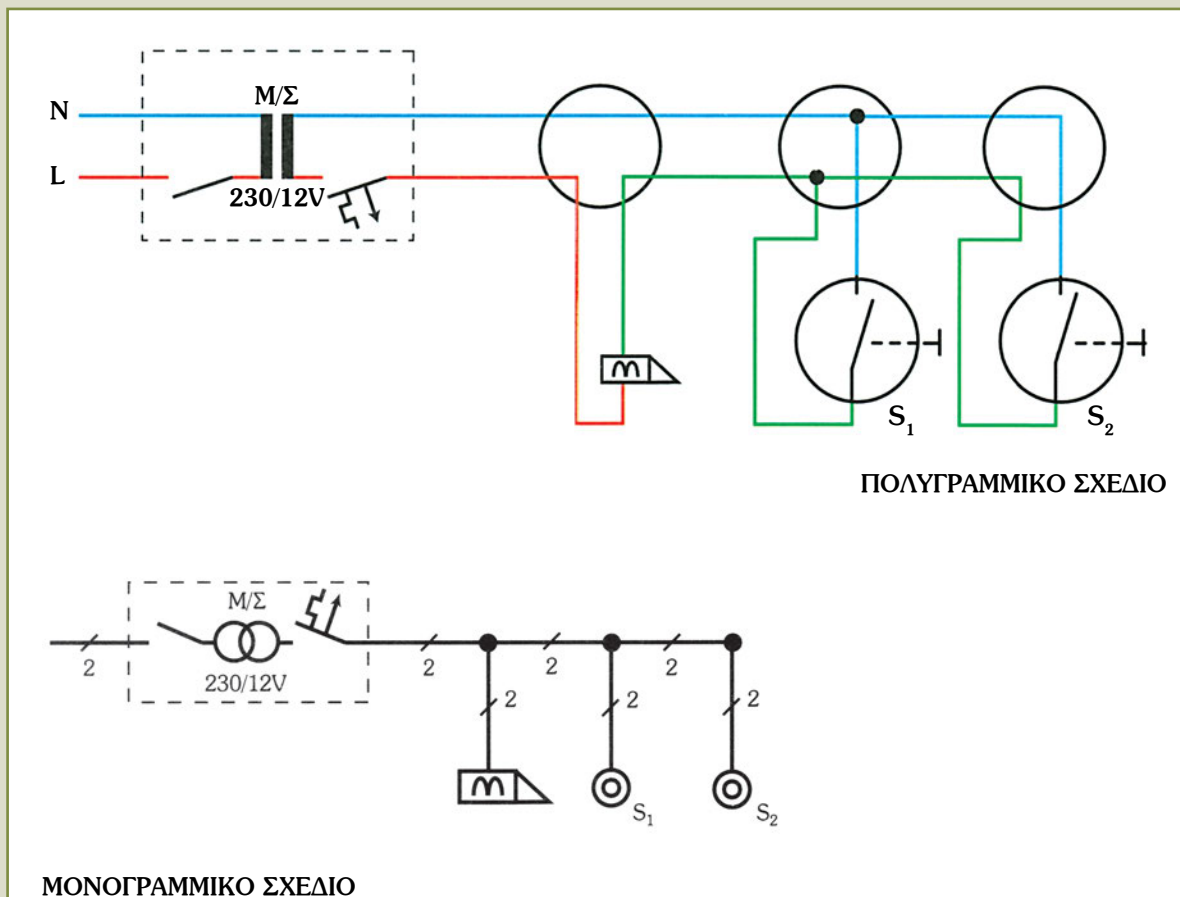 N
M/Σ
L
230/12V
S₁
S₂
ΠΟΛΥΓΡΑΜΜΙΚΟ ΣΧΕΔΙΟ
M/Σ
230/12V
2
2
2
2
2
2
2
S₁
S₂
ΜΟΝΟΓΡΑΜΜΙΚΟ ΣΧΕΔΙΟ